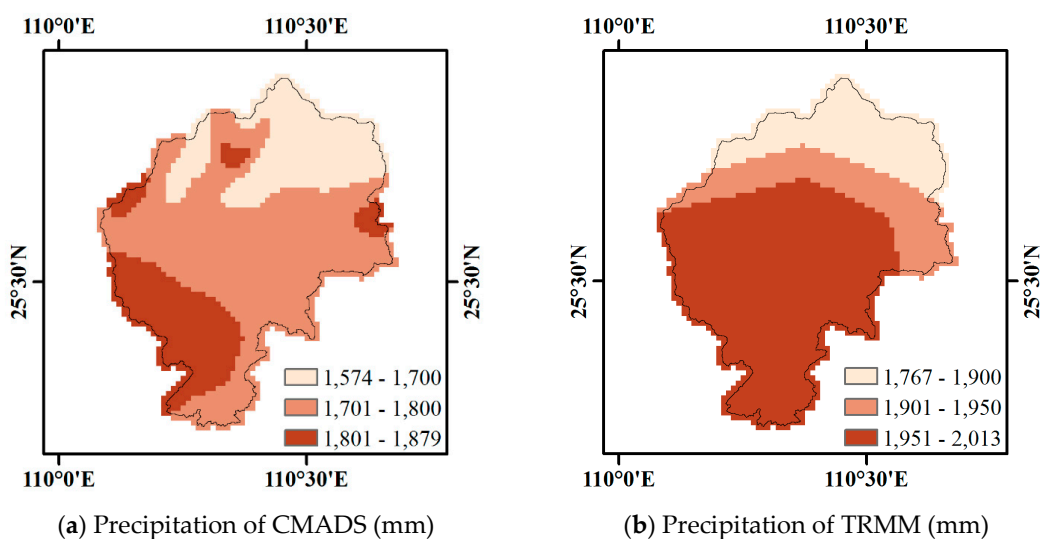 110°0'E 110°30'E 110°0'E 110°30'E
25°30'N 25°30'N 25°30'N 25°30'N
1,574 - 1,700 1,767 - 1,900
1,701 - 1,800 1,901 - 1,950
1,801 - 1,879 1,951 - 2,013
110°0'E 110°30'E 110°0'E 110°30'E
(a) Precipitation of CMADS (mm) (b) Precipitation of TRMM (mm)